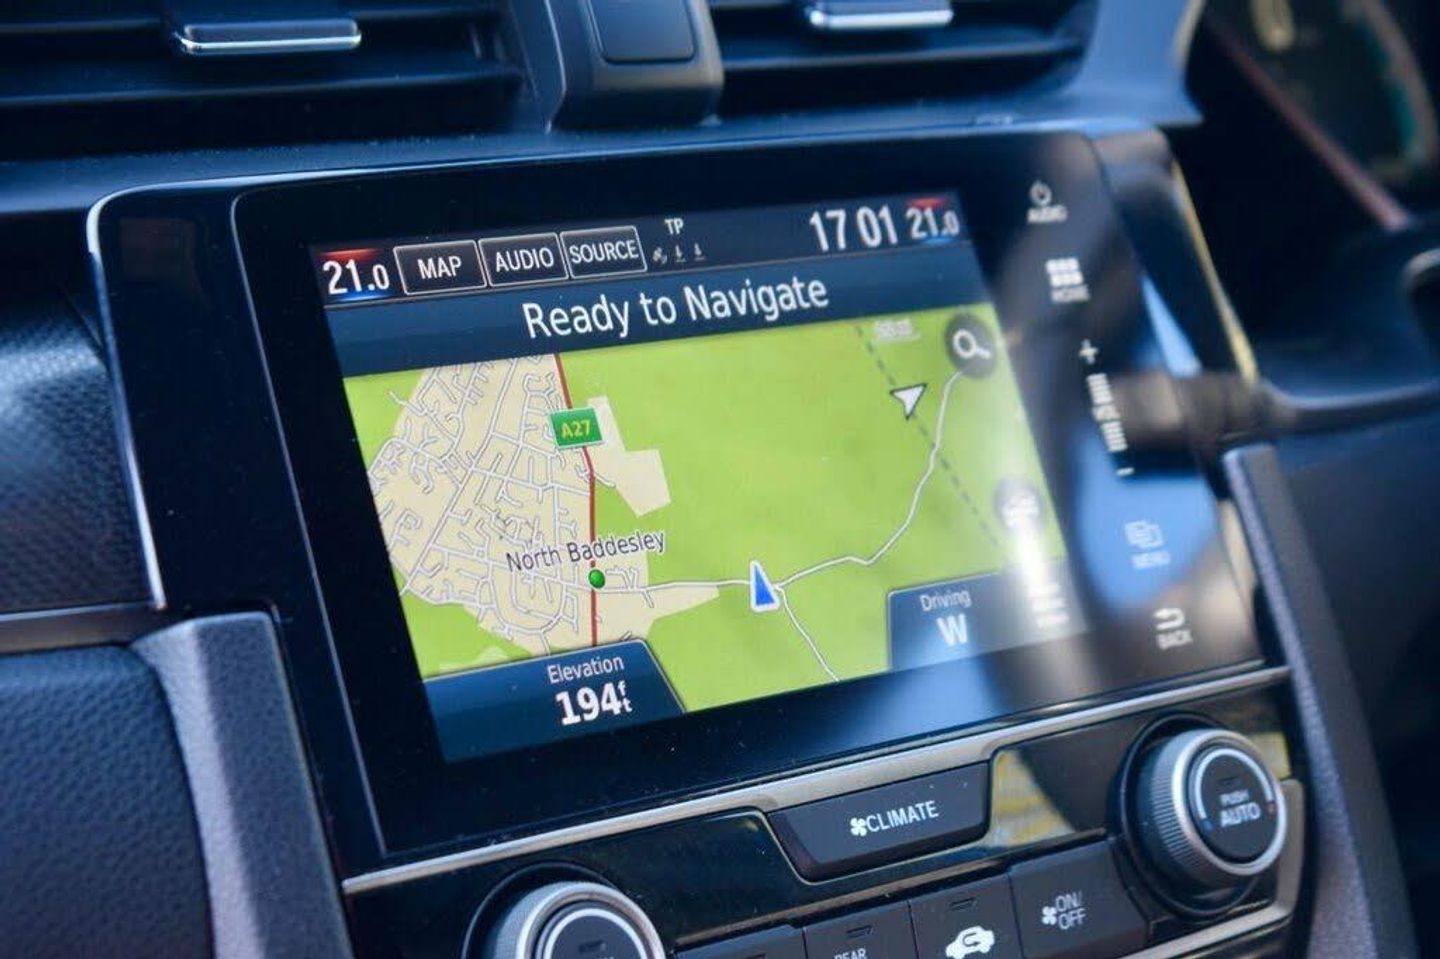 21.0 MAP AUDIO SOURCE TP 17 01 21.0
Ready to Navigate
A27
North Baddesley
Elevation
194ft
Driving
W
AUDIO
HOME
+
-
MENU
BACK
CLIMATE
PUSH
AUTO
ON/
OFF
REAR